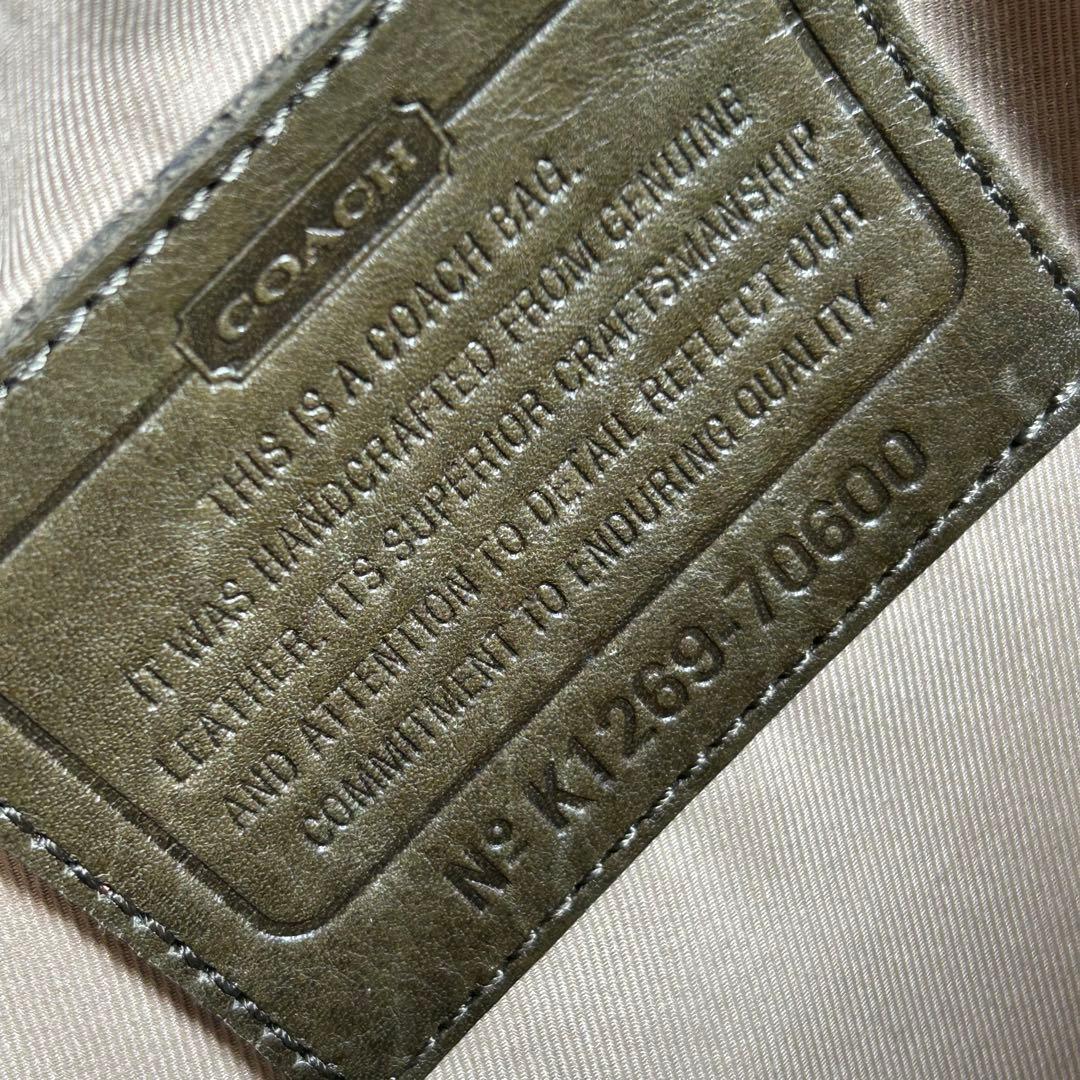 COACH
THIS IS A COACH BAG.
IT WAS HANDCRAFTED FROM GENUINE
LEATHER. ITS SUPERIOR CRAFTSMANSHIP
AND ATTENTION TO DETAIL REFLECT OUR
COMMITMENT TO ENDURING QUALITY.
Nº K1269-70600